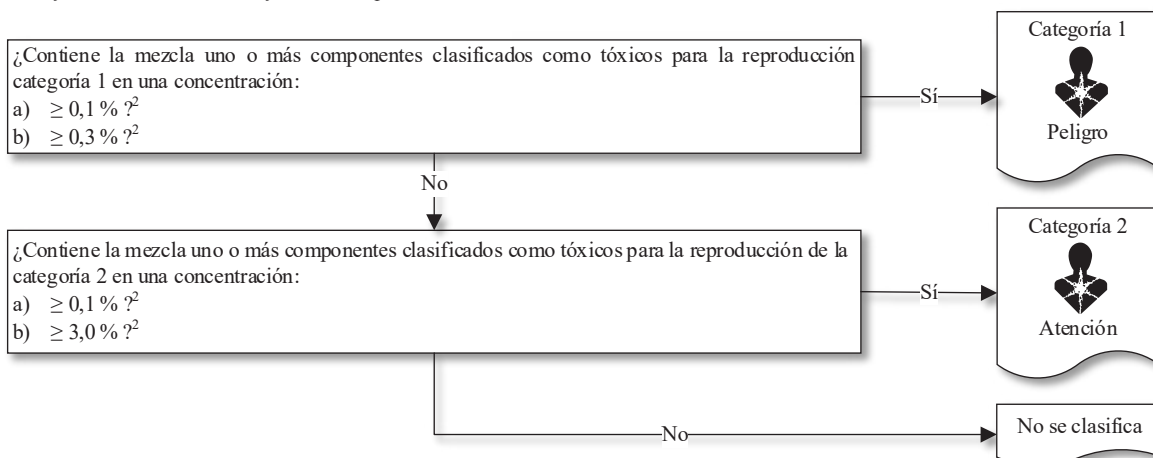 ¿Contiene la mezcla uno o más componentes clasificados como tóxicos para la reproducción
categoría 1 en una concentración:
a) ≥ 0,1 % ?²
b) ≥ 0,3 % ?²
Sí
Categoría 1
Peligro
No
¿Contiene la mezcla uno o más componentes clasificados como tóxicos para la reproducción de la
categoría 2 en una concentración:
a) ≥ 0,1 % ?²
b) ≥ 3,0 % ?²
Sí
Categoría 2
Atención
No
No se clasifica